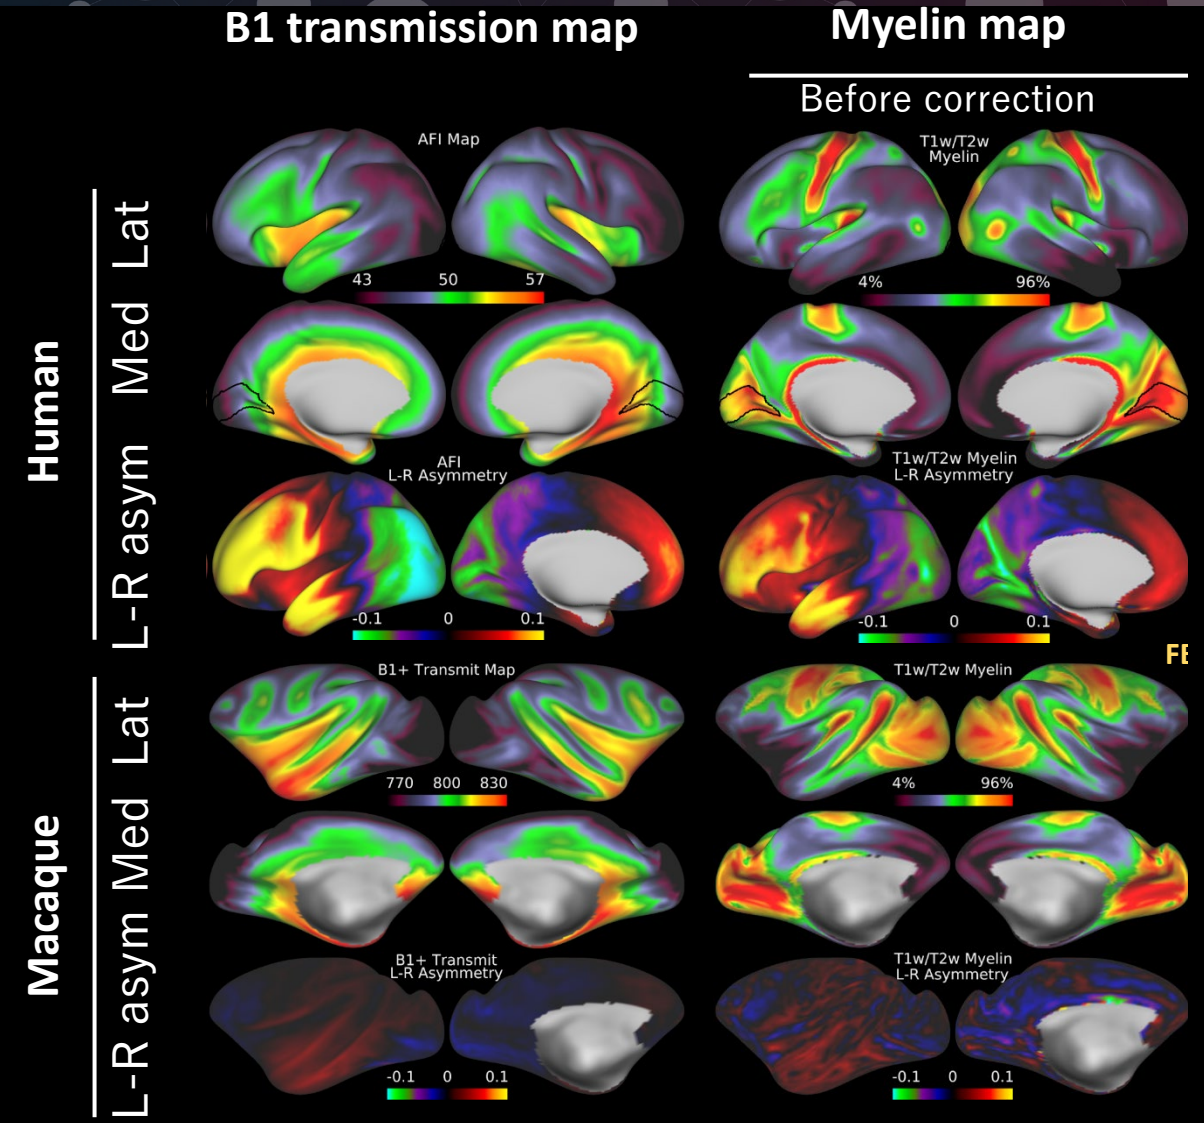 B1 transmission map
Myelin map
Before correction
Human
Lat
Med
L-R asym
AFI Map
43 50 57
T1w/T2w
Myelin
4% 96%
AFI
L-R Asymmetry
-0.1 0 0.1
T1w/T2w Myelin
L-R Asymmetry
-0.1 0 0.1
FE
Macaque
Lat
Med
L-R asym
B1+ Transmit Map
770 800 830
T1w/T2w Myelin
4% 96%
B1+ Transmit
L-R Asymmetry
-0.1 0 0.1
T1w/T2w Myelin
L-R Asymmetry
-0.1 0 0.1